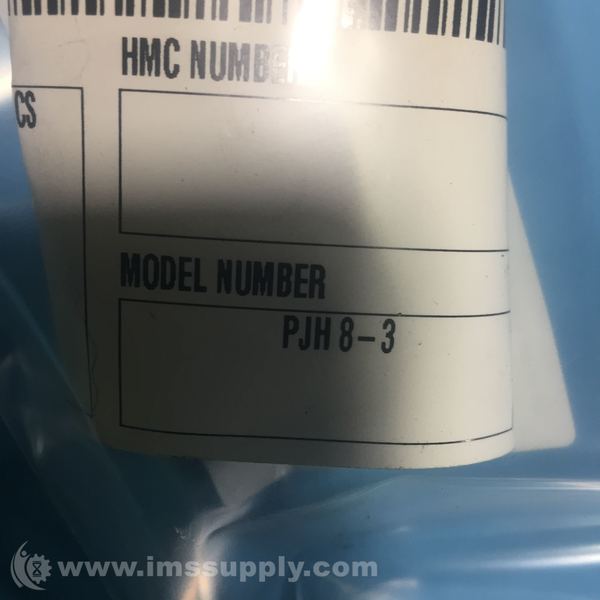 HMC NUMBER
CS
MODEL NUMBER
PJH 8-3
www.imssupply.com